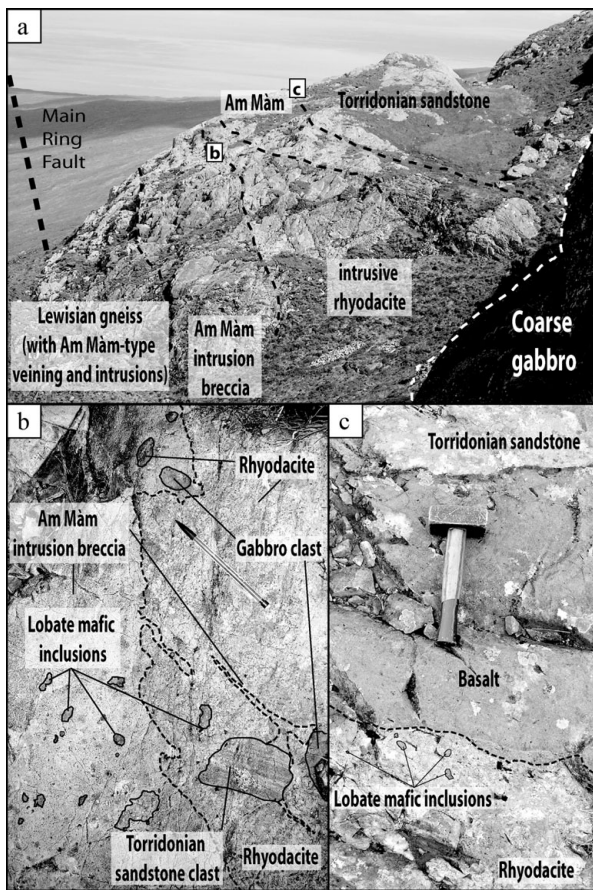 a
Main
Ring
Fault
Am Màm
c
Torridonian sandstone
b
intrusive
rhyodacite
Lewisian gneiss
(with Am Màm-type
veining and intrusions)
Am Màm
intrusion
breccia
Coarse
gabbro
b
Rhyodacite
Am Màm
intrusion breccia
Gabbro clast
Lobate mafic
inclusions
Torridonian
sandstone clast
Rhyodacite
c
Torridonian sandstone
Basalt
Lobate mafic inclusions
Rhyodacite